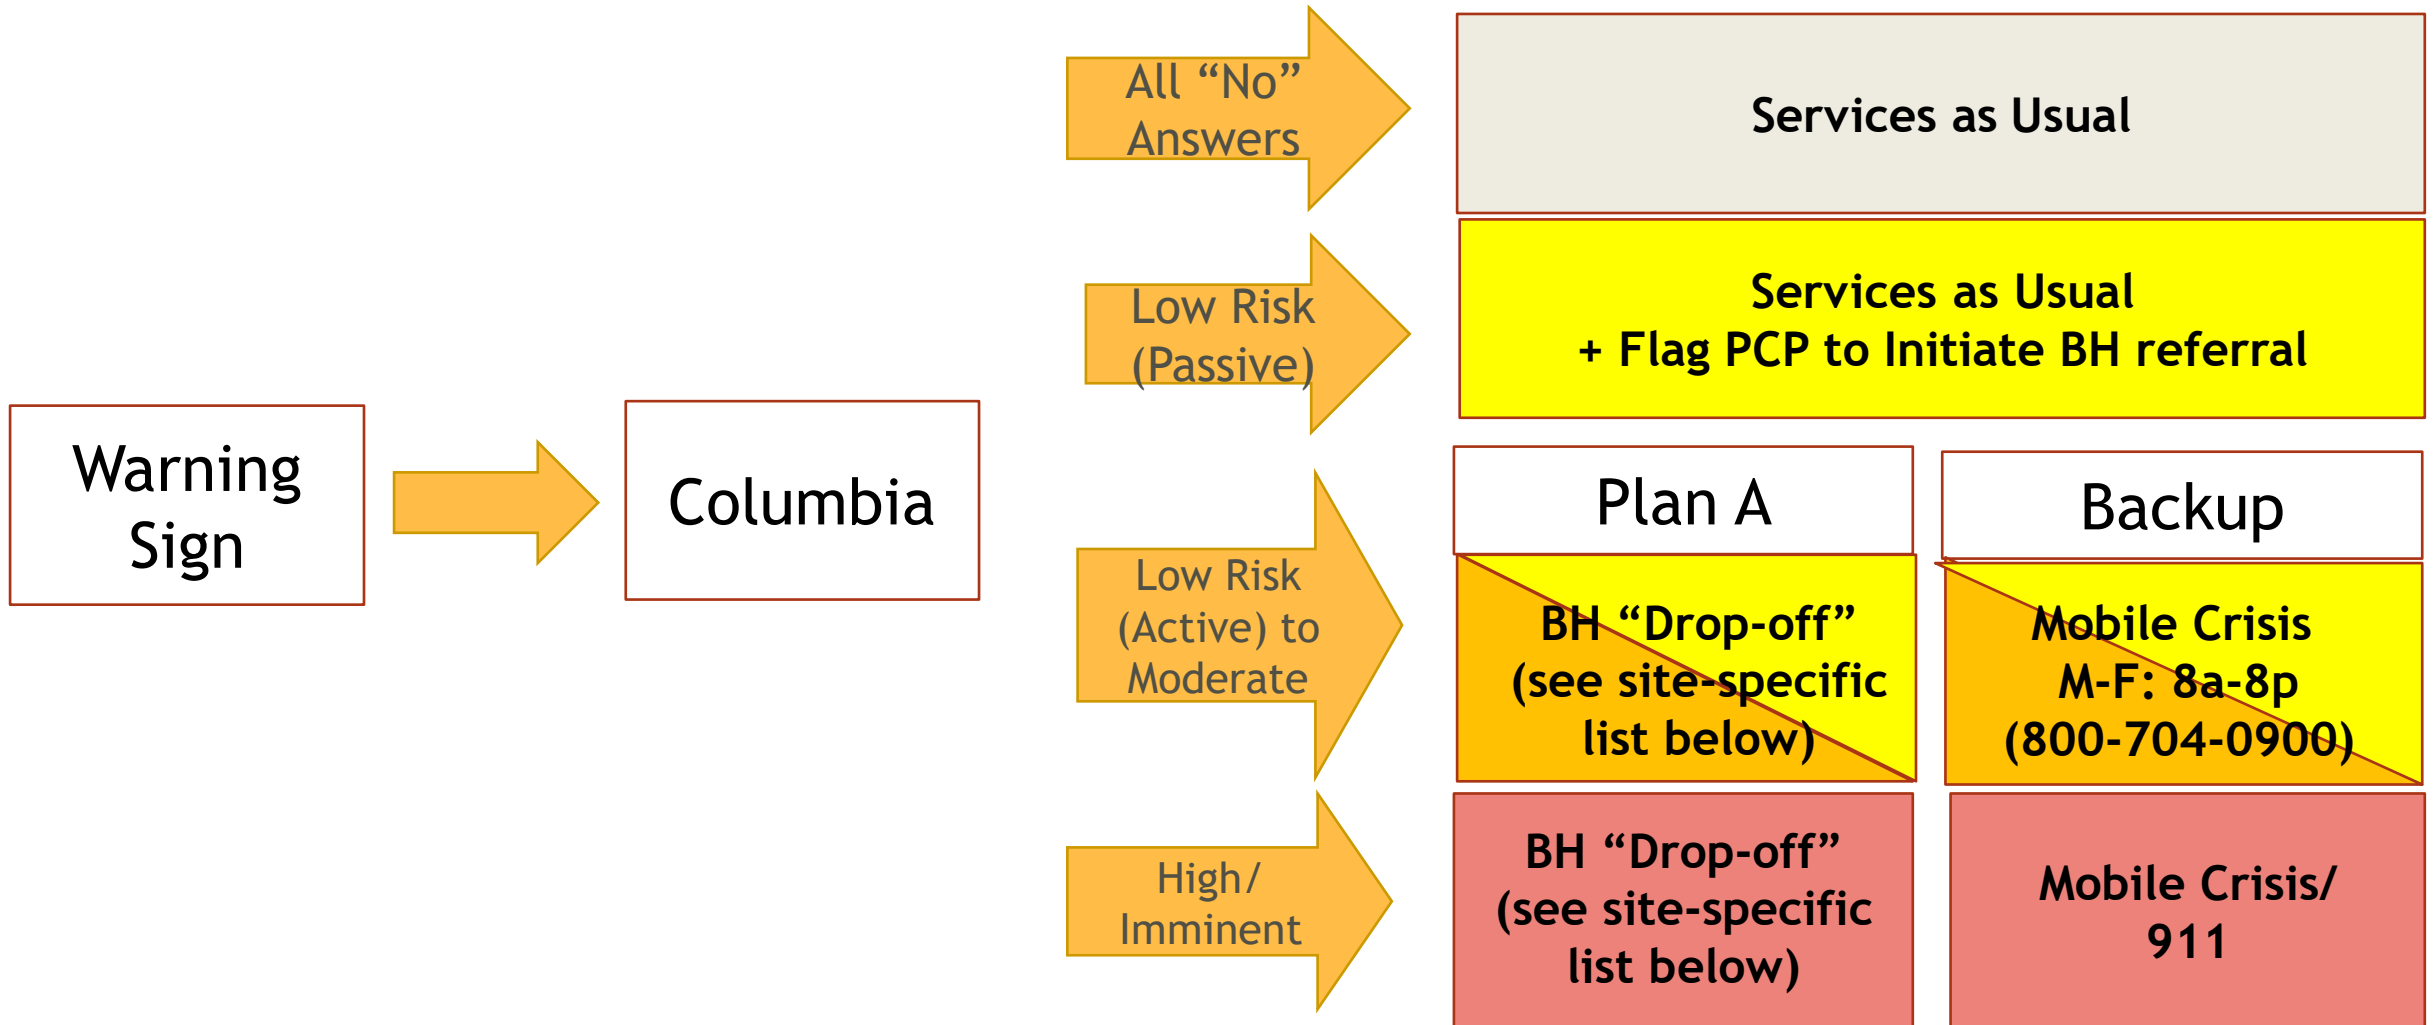 All “No”
Answers
Services as Usual
Low Risk
(Passive)
Services as Usual
+ Flag PCP to Initiate BH referral
Warning
Sign
Columbia
Plan A
Backup
Low Risk
(Active) to
Moderate
BH “Drop-off”
(see site-specific
list below)
Mobile Crisis
M-F: 8a-8p
(800-704-0900)
High/
Imminent
BH “Drop-off”
(see site-specific
list below)
Mobile Crisis/
911